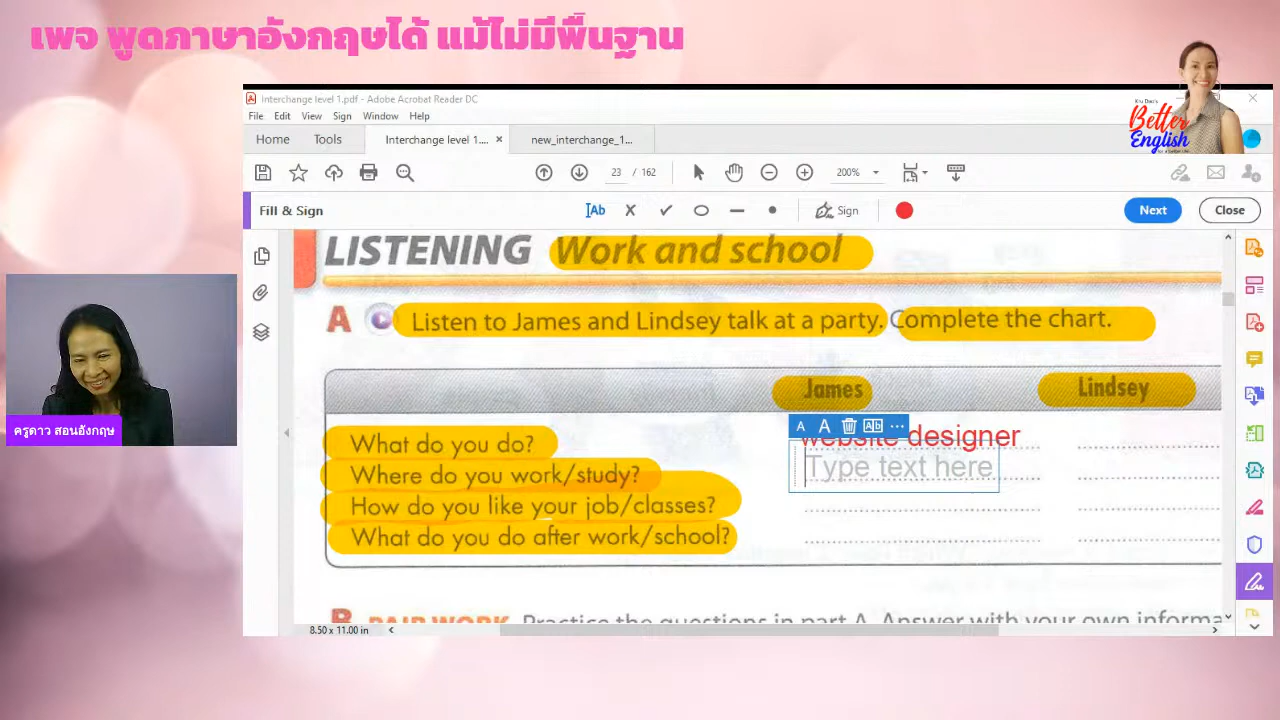 เพจ พูดภาษาอังกฤษได้ แม้ไม่มีพื้นฐาน
Kru Dao's
Better
English
Interchange level 1.pdf - Adobe Acrobat Reader DC
File Edit View Sign Window Help
Home Tools Interchange level 1.... × new_interchange_1...
23 / 162 200%
Fill & Sign Ab Sign Next Close
LISTENING Work and school
A Listen to James and Lindsey talk at a party. Complete the chart.
James Lindsey
What do you do? website designer
Where do you work/study? Type text here
How do you like your job/classes?
What do you do after work/school?
B PAIR WORK Practice the questions in part A. Answer with your own informa
8.50 x 11.00 in
ครูดาว สอนอังกฤษ